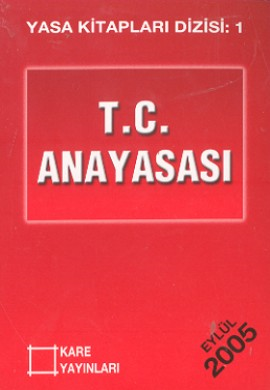 YASA KİTAPLARI DİZİSİ: 1
T.C.
ANAYASASI
EYLÜL
2005
KARE
YAYINLARI